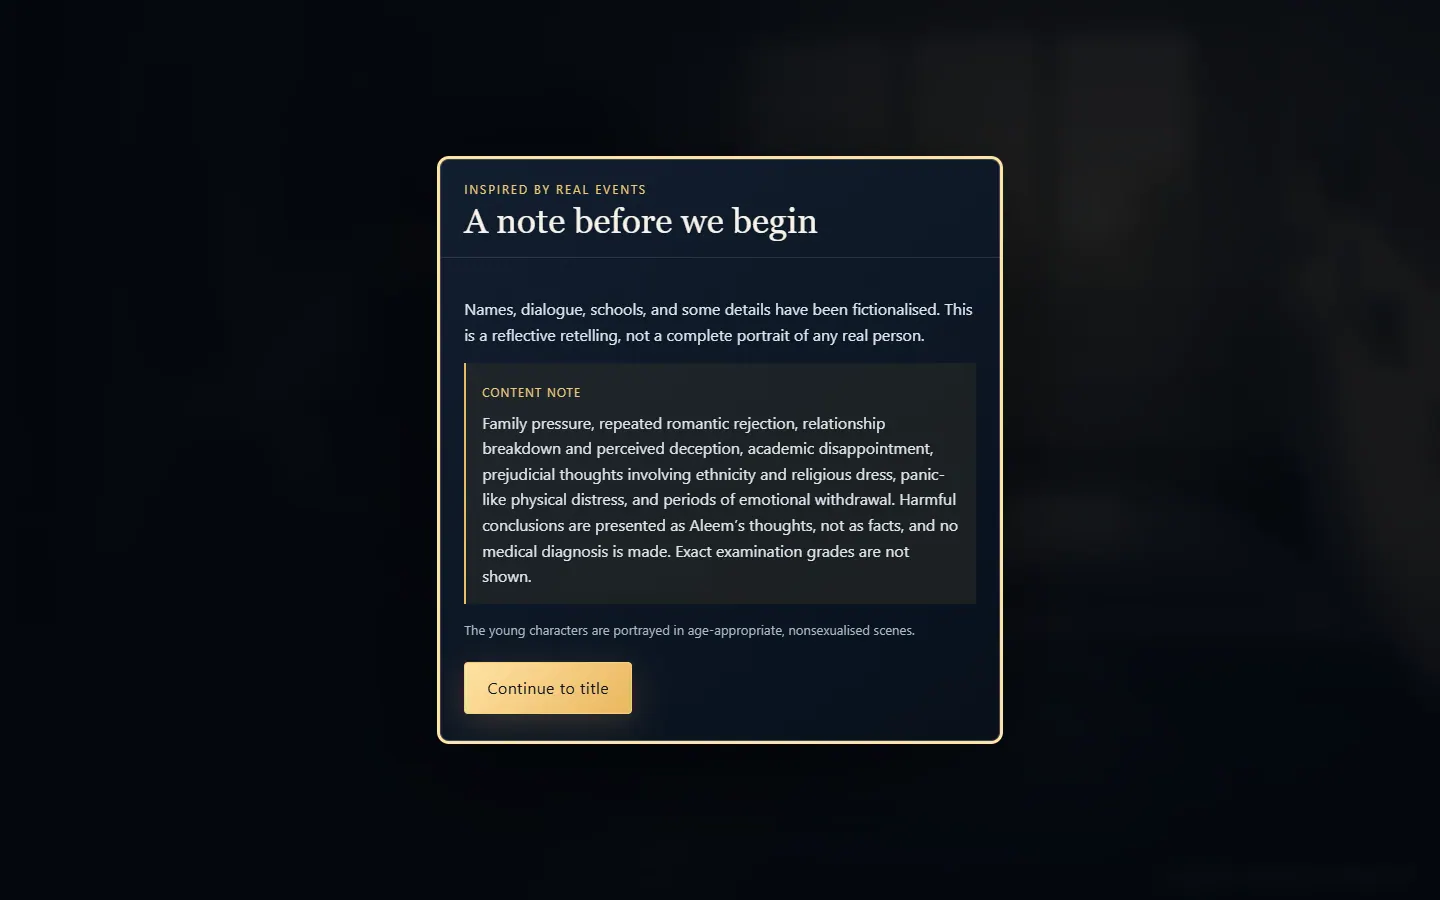 INSPIRED BY REAL EVENTS
A note before we begin
Names, dialogue, schools, and some details have been fictionalised. This
is a reflective retelling, not a complete portrait of any real person.
CONTENT NOTE
Family pressure, repeated romantic rejection, relationship
breakdown and perceived deception, academic disappointment,
prejudicial thoughts involving ethnicity and religious dress, panic-
like physical distress, and periods of emotional withdrawal. Harmful
conclusions are presented as Aleem's thoughts, not as facts, and no
medical diagnosis is made. Exact examination grades are not
shown.
The young characters are portrayed in age-appropriate, nonsexualised scenes.
Continue to title